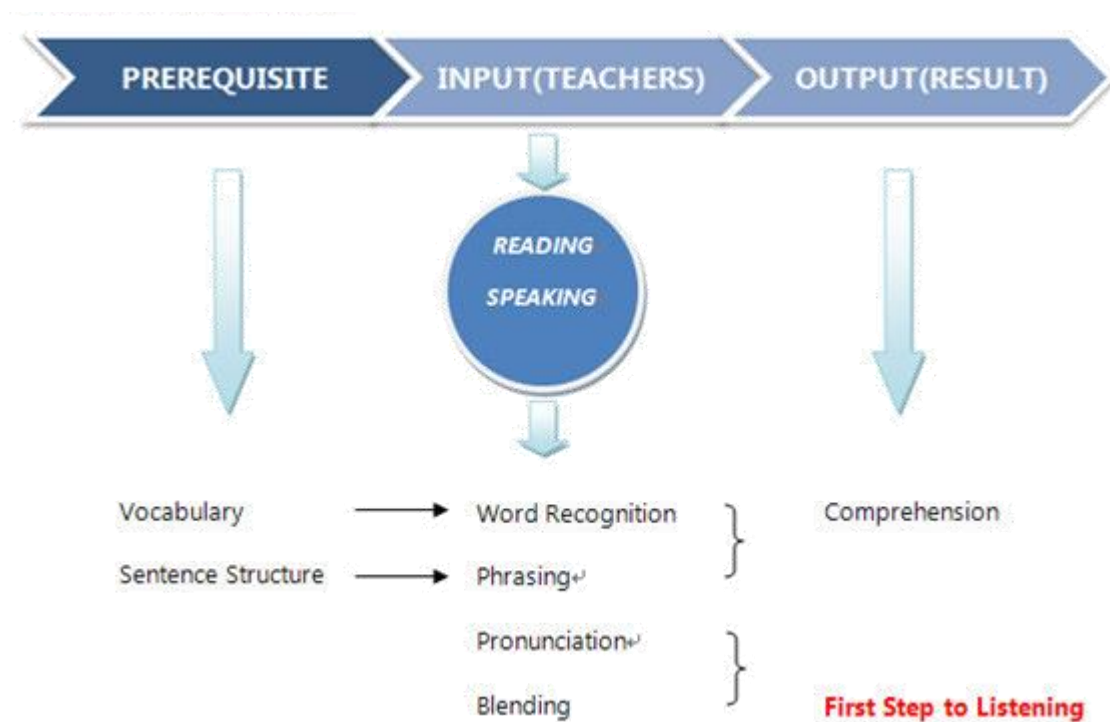 PREREQUISITE INPUT(TEACHERS) OUTPUT(RESULT)
READING
SPEAKING
Vocabulary Word Recognition Comprehension
Sentence Structure Phrasing↵
Pronunciation↵
Blending First Step to Listening